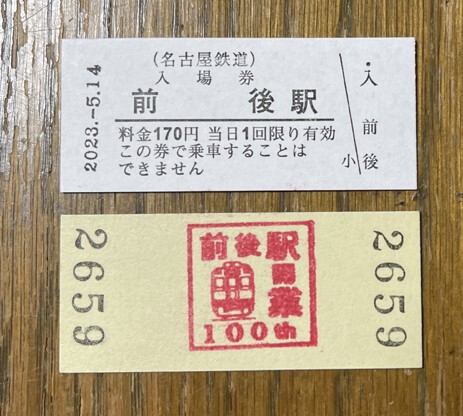 2023.-5.14
(名古屋鉄道)
入場券
前後駅
料金170円 当日1回限り有効
この券で乗車することは
できません
・入
前
後
小
2659
前後駅
開業
100th
2659